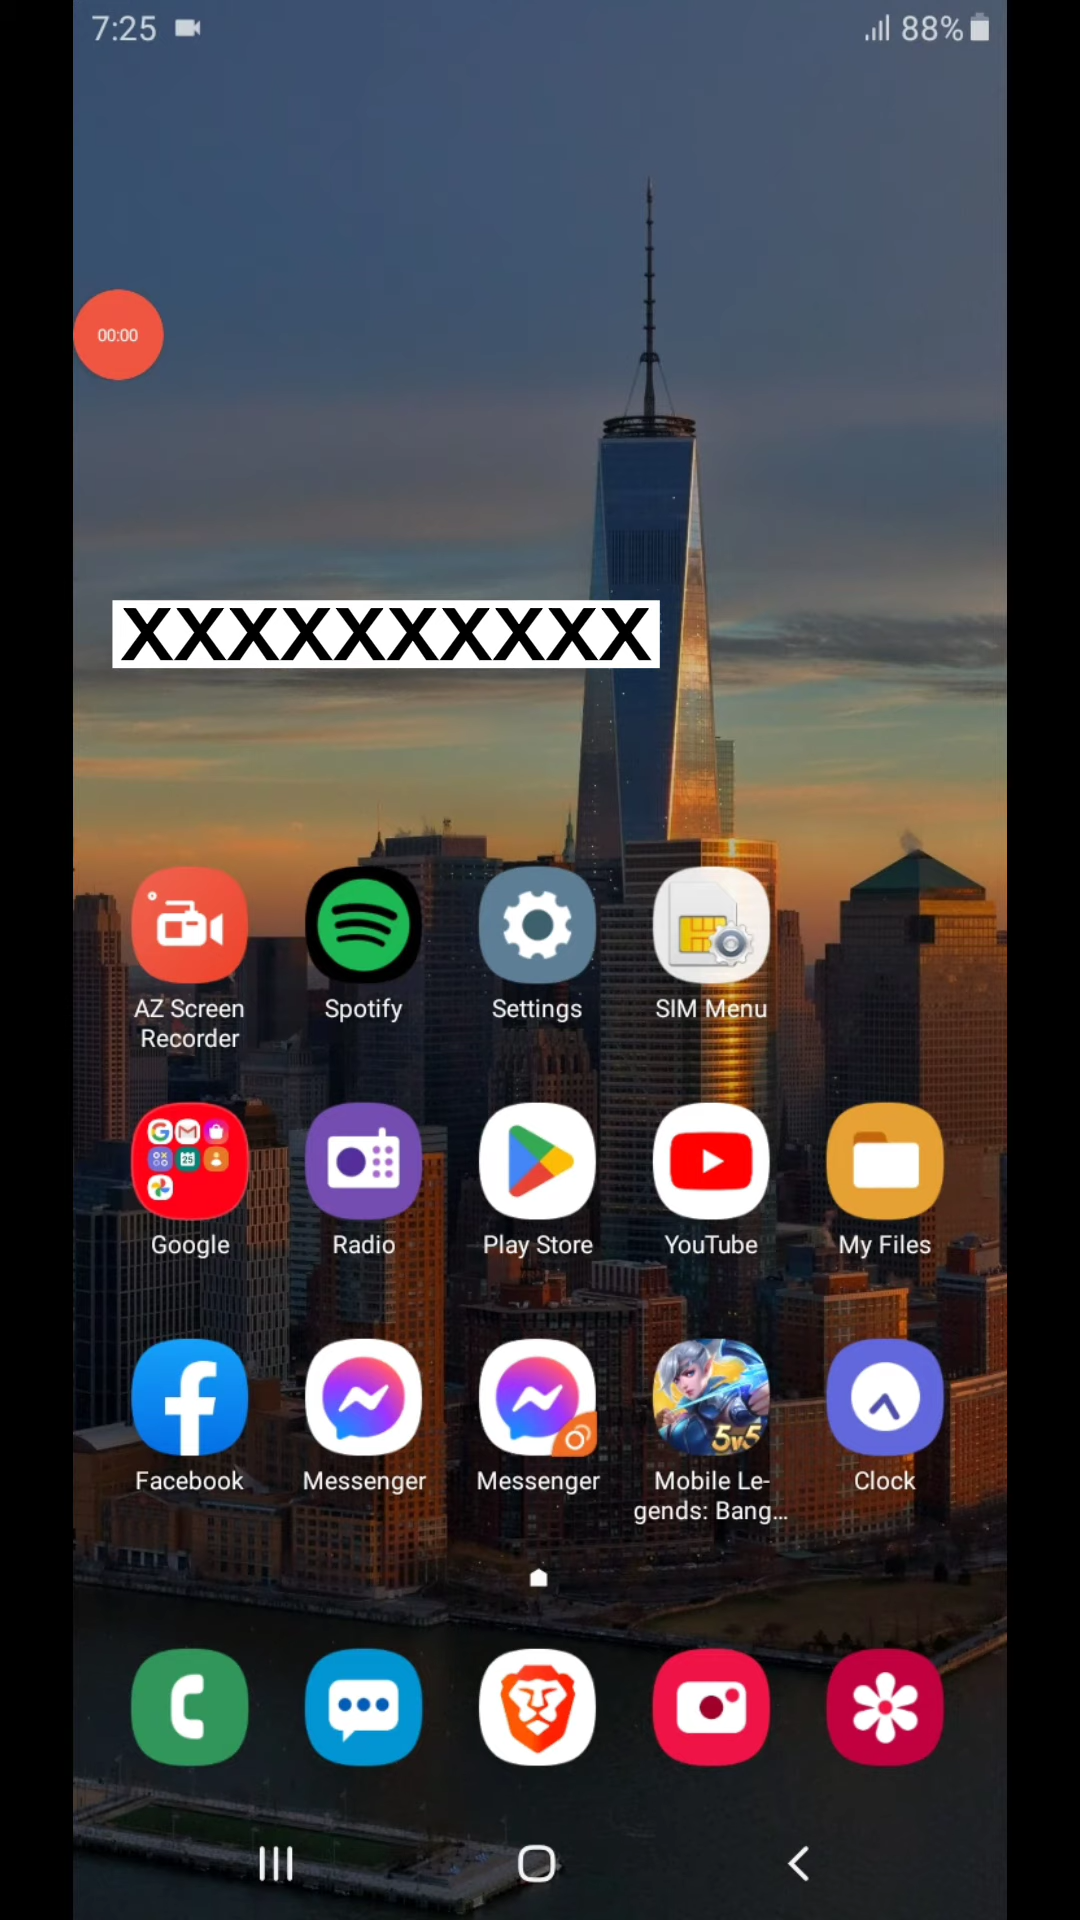 7:25 88%
00:00
XXXXXXXXXX
AZ Screen
Recorder
Spotify
Settings
SIM Menu
Google
Radio
Play Store
YouTube
My Files
Facebook
Messenger
Messenger
5v5
Mobile Le-
gends: Bang...
Clock